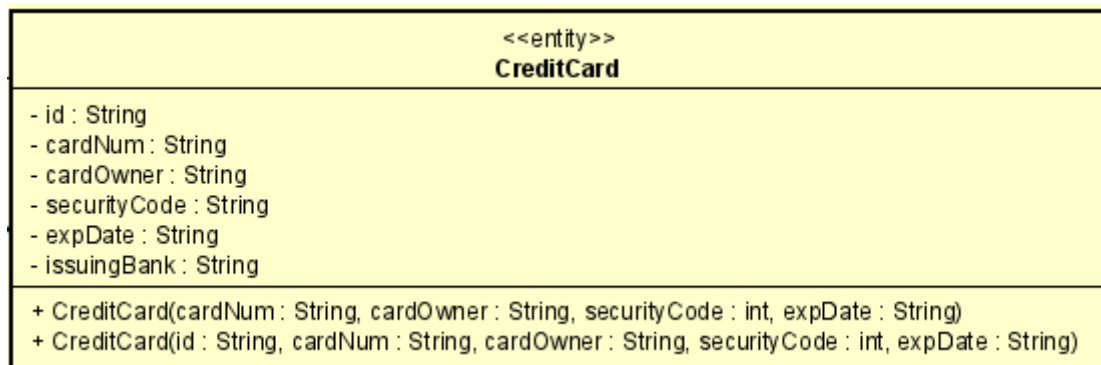 <<entity>>
CreditCard
- id : String
- cardNum : String
- cardOwner : String
- securityCode : String
- expDate : String
- issuingBank : String
+ CreditCard(cardNum : String, cardOwner : String, securityCode : int, expDate : String)
+ CreditCard(id : String, cardNum : String, cardOwner : String, securityCode : int, expDate : String)